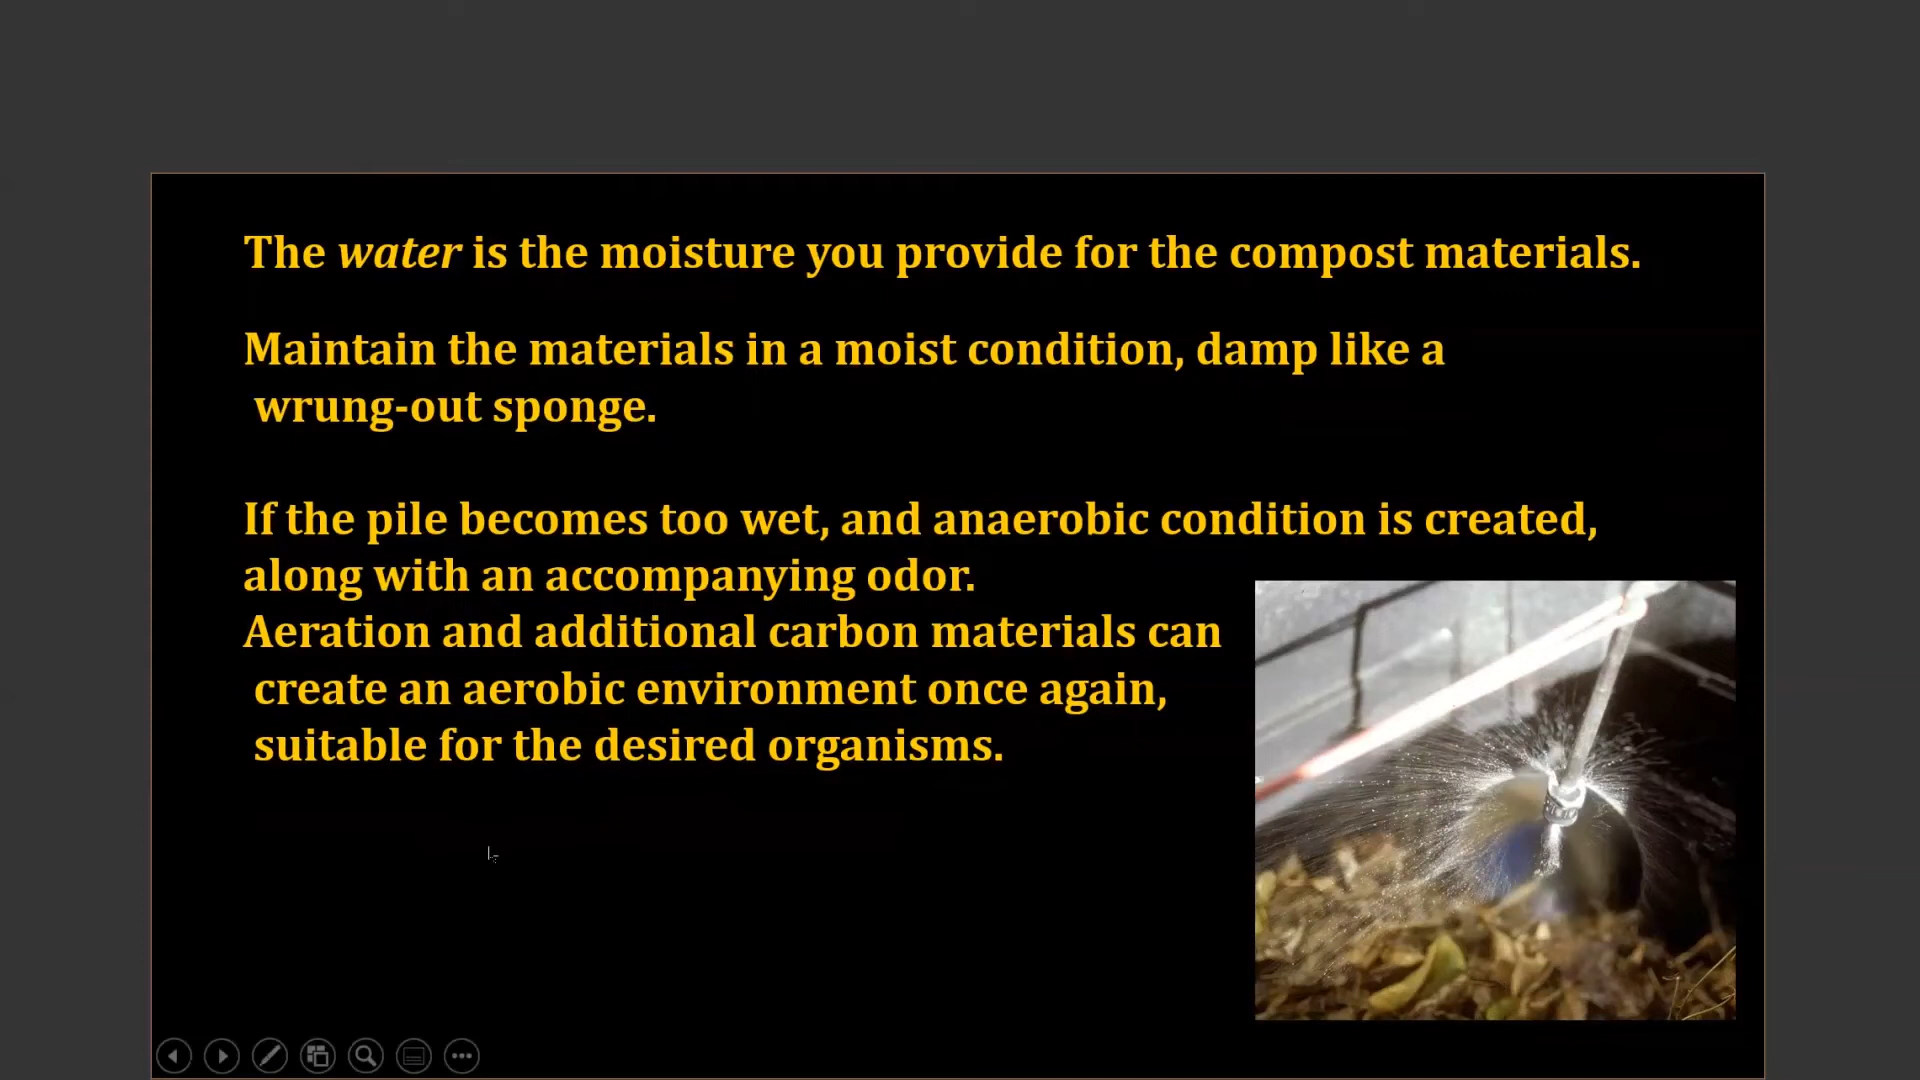 The water is the moisture you provide for the compost materials.
Maintain the materials in a moist condition, damp like a
wrung-out sponge.
If the pile becomes too wet, and anaerobic condition is created,
along with an accompanying odor.
Aeration and additional carbon materials can
create an aerobic environment once again,
suitable for the desired organisms.